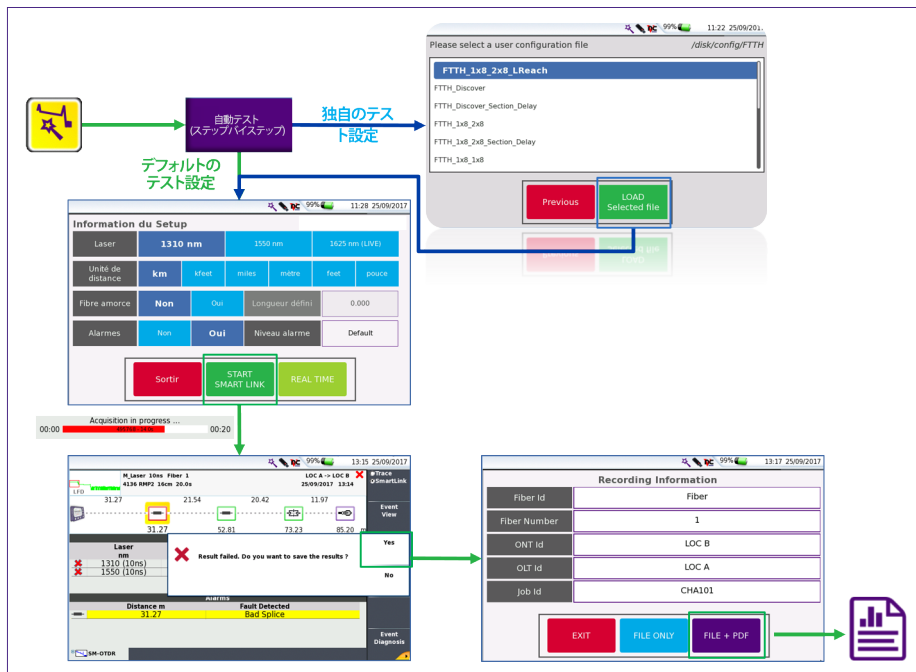 99%
11:22 25/09/201
Please select a user configuration file
/disk/config/FTTH
FTTH_1x8_2x8_LReach
FTTH_Discover
FTTH_Discover_Section_Delay
FTTH_1x8_2x8
FTTH_1x8_2x8_Section_Delay
FTTH_1x8_1x8
Previous
LOAD
Selected file
自動テスト
(ステップバイステップ)
独自のテス
ト設定
デフォルトの
テスト設定
99%
11:28 25/09/2017
Information du Setup
Laser
1310 nm
1550 nm
1625 nm (LIVE)
Unité de
distance
km
kfeet
miles
mètre
feet
pouce
Fibre amorce
Non
Oui
Longueur défini
0.000
Alarmes
Non
Oui
Niveau alarme
Default
Sortir
START
SMART LINK
REAL TIME
Acquisition in progress ...
00:00
00:20
99%
13:15 25/09/2017
LFD
M_Laser 10ns Fiber 1
4136 RMP2 16cm 20.0s
LOC A -> LOC B
25/09/2017 13:14
Trace
SmartLink
31.27
21.54
20.42
11.97
31.27
52.81
73.23
85.20
Event
View
Laser
nm
1310 (10ns)
1550 (10ns)
Result failed. Do you want to save the results ?
Yes
No
Alarms
Distance m
Fault Detected
31.27
Bad Splice
Event
Diagnosis
SM-OTDR
99%
13:17 25/09/2017
Recording Information
Fiber Id
Fiber
Fiber Number
1
ONT Id
LOC B
OLT Id
LOC A
Job Id
CHA101
EXIT
FILE ONLY
FILE + PDF